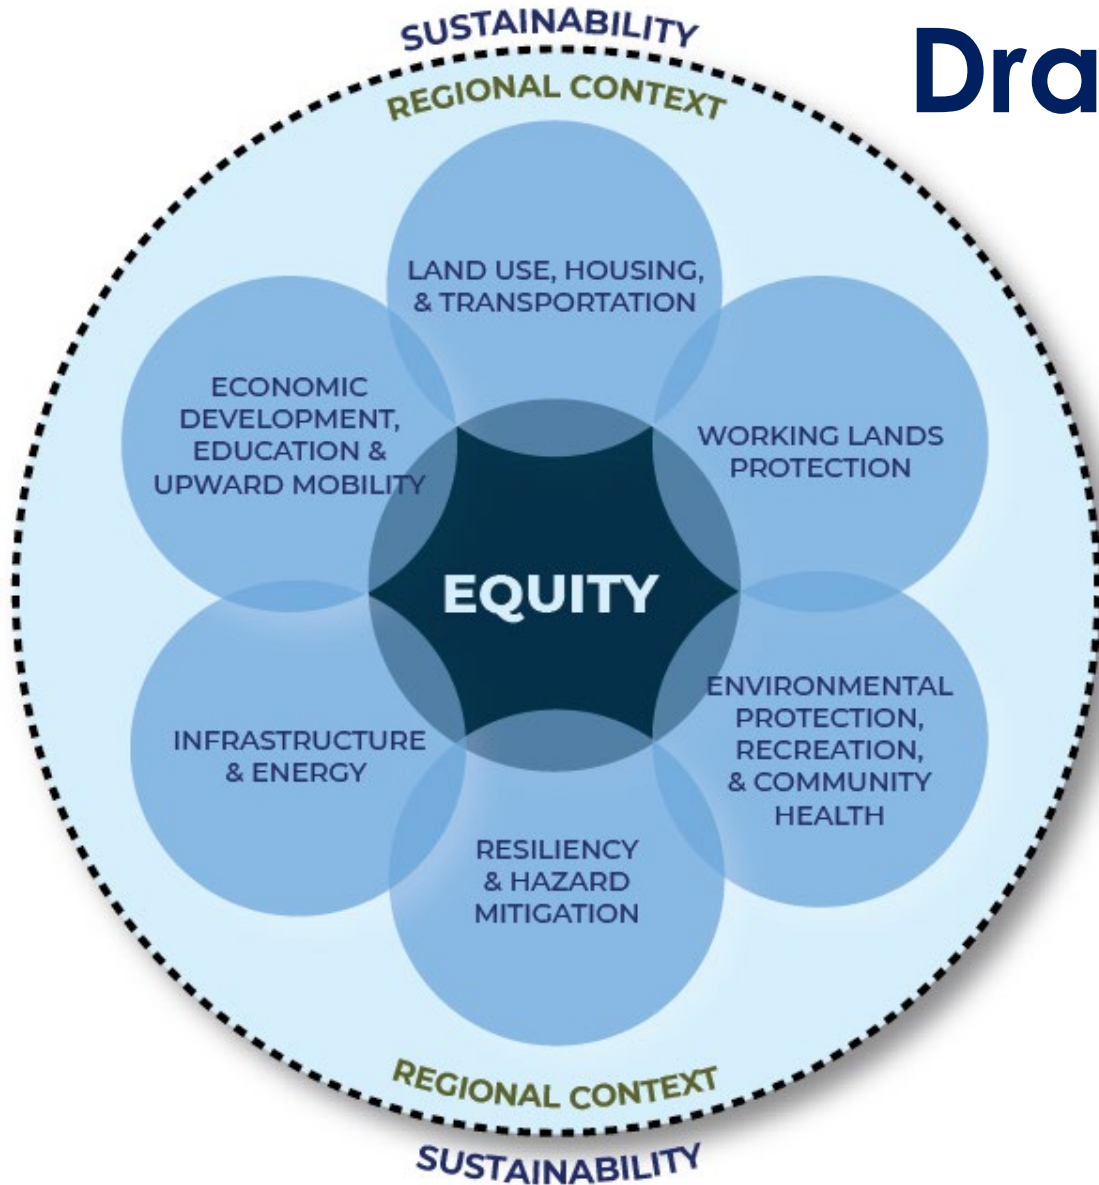 SUSTAINABILITY
Dra
REGIONAL CONTEXT
LAND USE, HOUSING,
& TRANSPORTATION
ECONOMIC
DEVELOPMENT,
EDUCATION &
UPWARD MOBILITY
WORKING LANDS
PROTECTION
EQUITY
INFRASTRUCTURE
& ENERGY
ENVIRONMENTAL
PROTECTION,
RECREATION,
& COMMUNITY
HEALTH
RESILIENCY
& HAZARD
MITIGATION
REGIONAL CONTEXT
SUSTAINABILITY